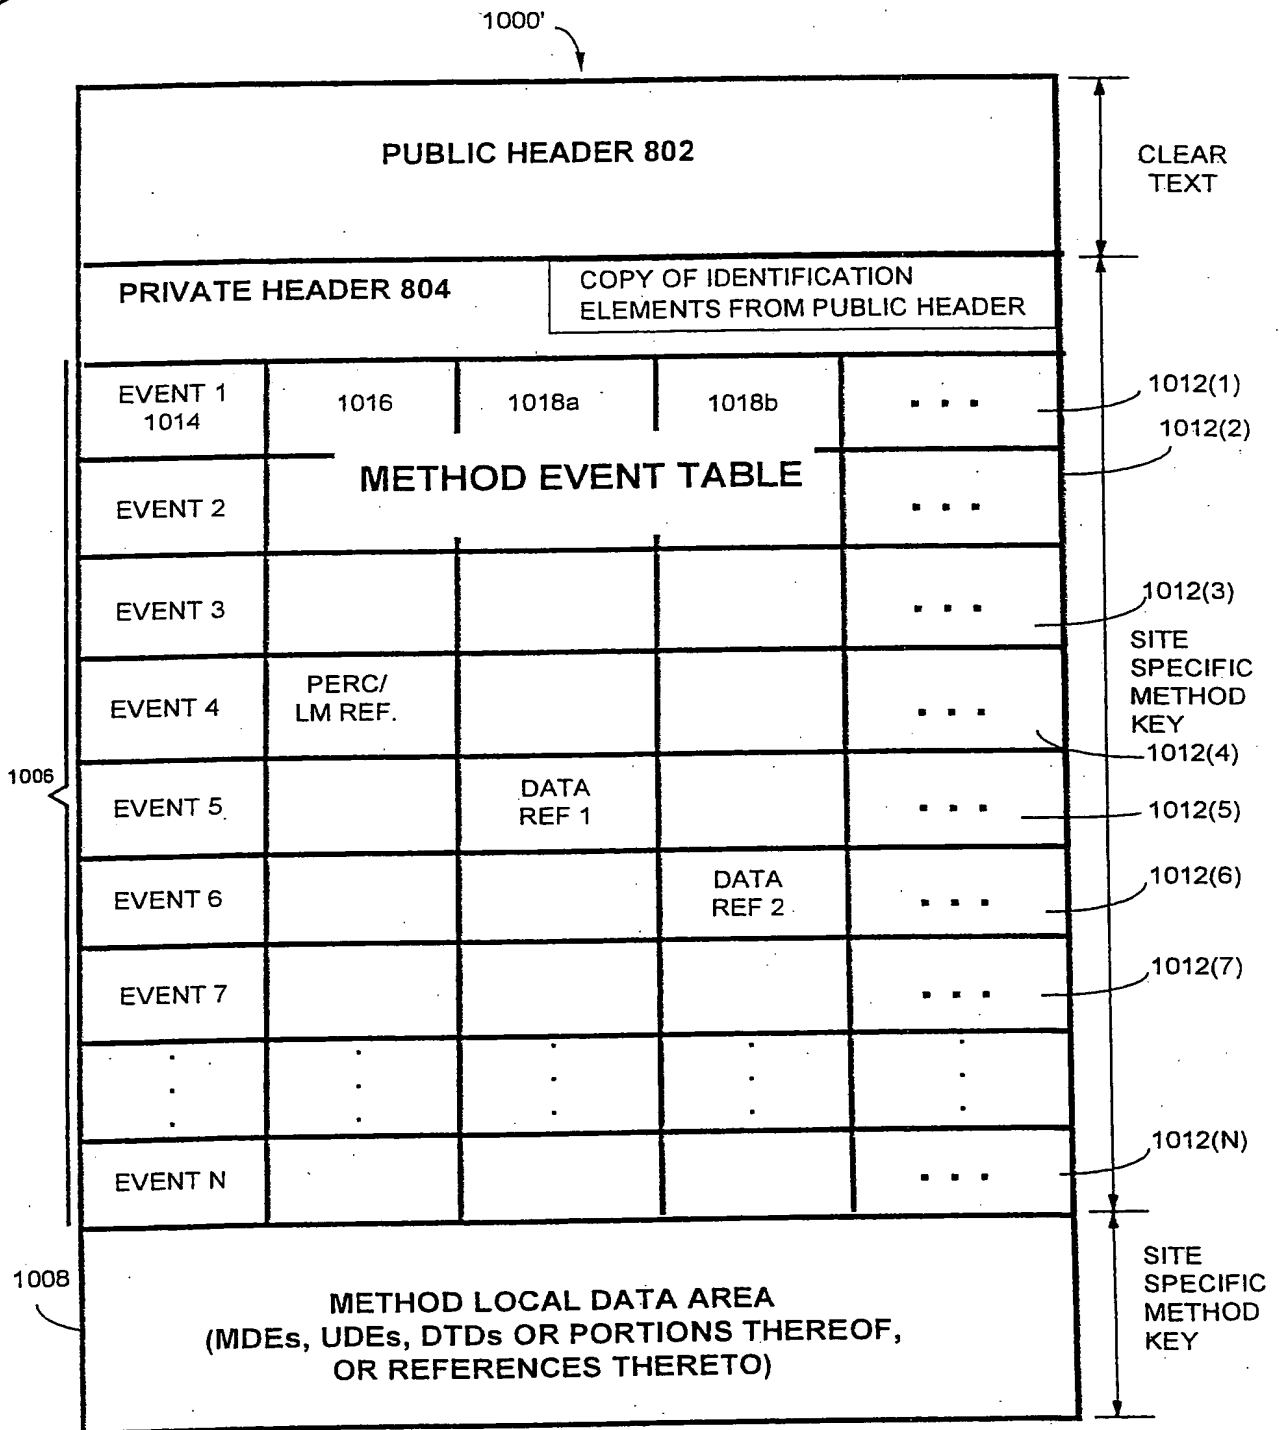 1000'
PUBLIC HEADER 802
CLEAR
TEXT
PRIVATE HEADER 804
COPY OF IDENTIFICATION
ELEMENTS FROM PUBLIC HEADER
EVENT 1
1014
1016
1018a
1018b
. . .
1012(1)
1012(2)
METHOD EVENT TABLE
EVENT 2
. . .
EVENT 3
. . .
1012(3)
SITE
SPECIFIC
METHOD
KEY
EVENT 4
PERC/
LM REF.
. . .
1012(4)
1006
EVENT 5
DATA
REF 1
. . .
1012(5)
EVENT 6
DATA
REF 2
. . .
1012(6)
EVENT 7
. . .
1012(7)
EVENT N
. . .
1012(N)
1008
METHOD LOCAL DATA AREA
(MDEs, UDEs, DTDs OR PORTIONS THEREOF,
OR REFERENCES THERETO)
SITE
SPECIFIC
METHOD
KEY